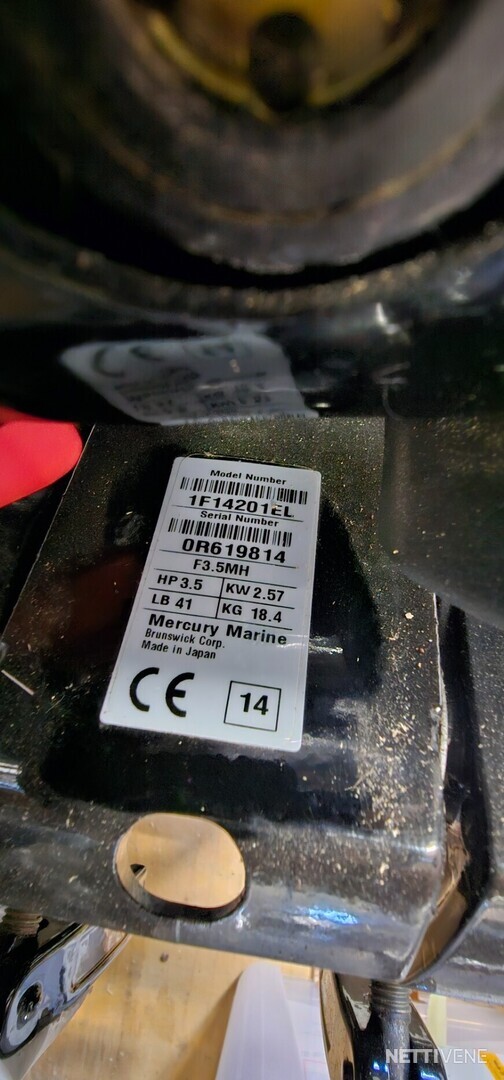 Model Number
1F14201EL
Serial Number
0R619814
F3.5MH
HP 3.5 KW 2.57
LB 41 KG 18.4
Mercury Marine
Brunswick Corp.
Made in Japan
CE 14
NETTIVENE